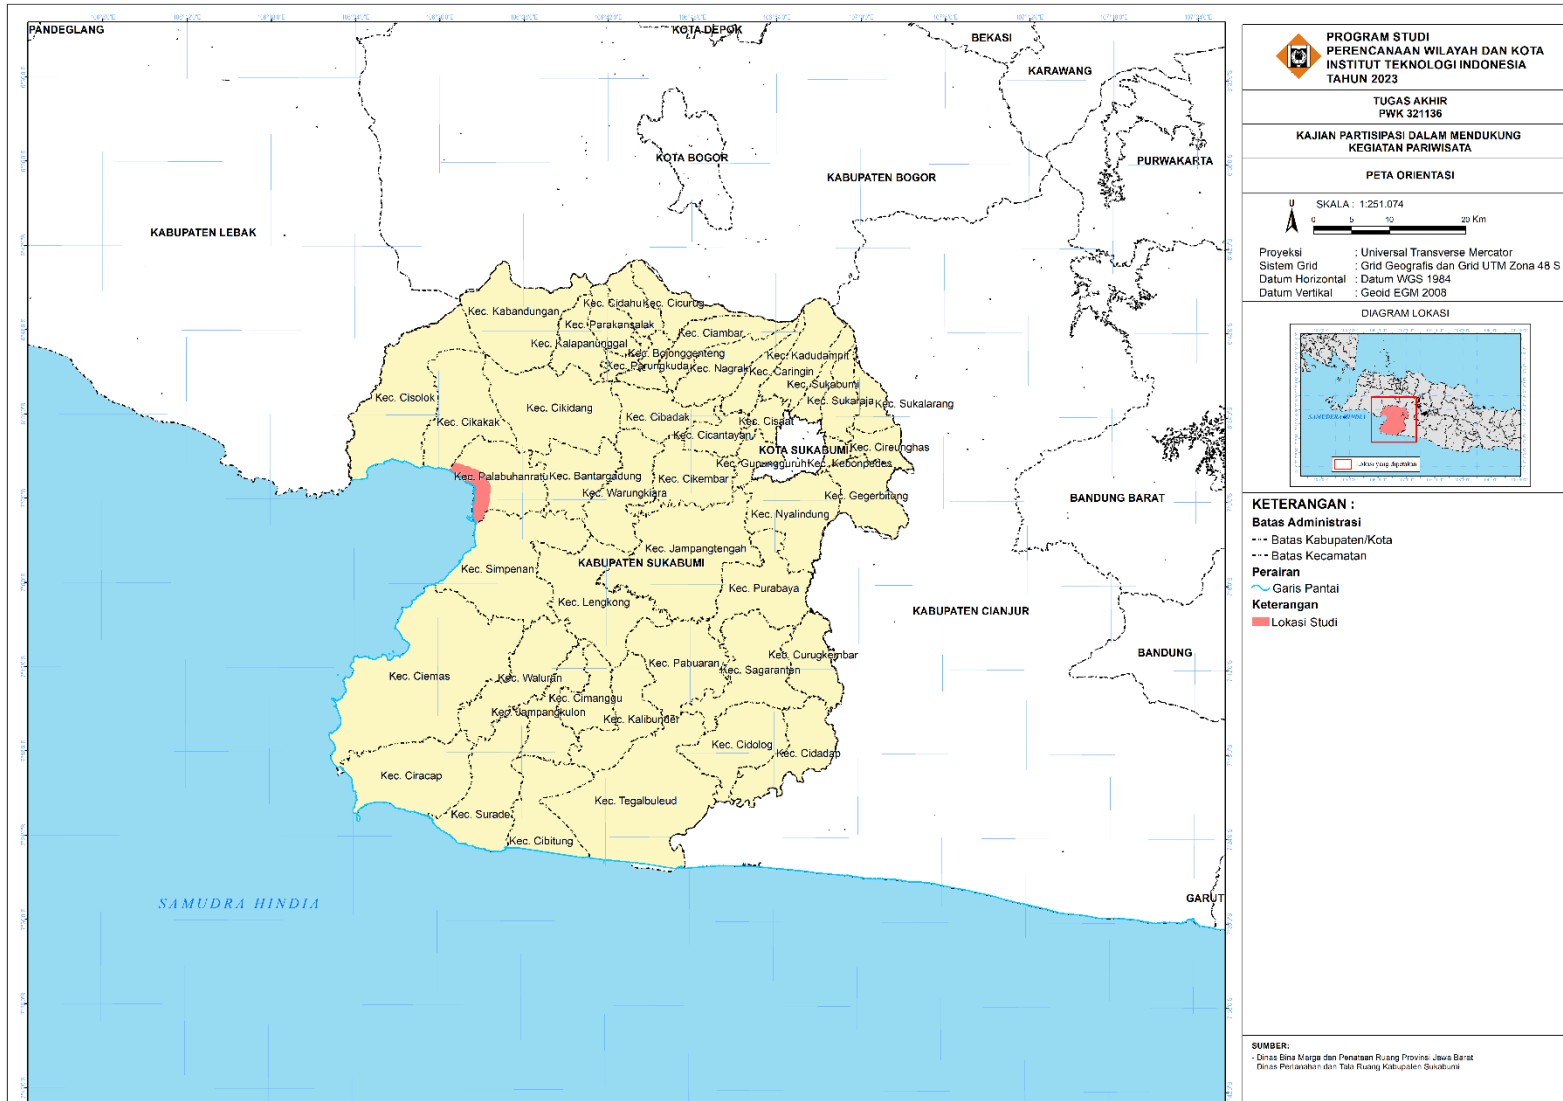 PANDEGLANG
KOTA DEPOK
BEKASI
KARAWANG
KOTA BOGOR
PURWAKARTA
KABUPATEN BOGOR
KABUPATEN LEBAK
Kec. Cidahu
Kec. Cicurug
Kec. Kabandungan
Kec. Parakansalak
Kec. Ciambar
Kec. Kalapanunggal
Kec. Bojonggenteng
Kec. Kadudampit
Kec. Parungkuda
Kec. Nagrak
Kec. Caringin
Kec. Sukabumi
Kec. Cisolok
Kec. Cikidang
Kec. Sukaraja
Kec. Sukalarang
Kec. Cikakak
Kec. Cibadak
Kec. Cisaat
Kec. Cicantayan
KOTA SUKABUMI
Kec. Cireunghas
Kec. Gunungguruh
Kec. Kebonpedes
Kec. Palabuhanratu
Kec. Bantargadung
Kec. Cikembar
Kec. Warungkiara
Kec. Gegerbitung
BANDUNG BARAT
Kec. Nyalindung
Kec. Jampangtengah
KABUPATEN SUKABUMI
Kec. Simpenan
Kec. Purabaya
Kec. Lengkong
KABUPATEN CIANJUR
Kec. Curugkembar
BANDUNG
Kec. Pabuaran
Kec. Sagaranten
Kec. Ciemas
Kec. Waluran
Kec. Cimanggu
Kec. Jampangkulon
Kec. Kalibunder
Kec. Cidolog
Kec. Cidadap
Kec. Ciracap
Kec. Tegalbuleud
Kec. Surade
Kec. Cibitung
GARUT
SAMUDRA HINDIA
PROGRAM STUDI
PERENCANAAN WILAYAH DAN KOTA
INSTITUT TEKNOLOGI INDONESIA
TAHUN 2023
TUGAS AKHIR
PWK 321136
KAJIAN PARTISIPASI DALAM MENDUKUNG
KEGIATAN PARIWISATA
PETA ORIENTASI
U
SKALA : 1:251.074
0 5 10 20 Km
Proyeksi : Universal Transverse Mercator
Sistem Grid : Grid Geografis dan Grid UTM Zona 48 S
Datum Horizontal : Datum WGS 1984
Datum Vertikal : Geoid EGM 2008
DIAGRAM LOKASI
SAMUDERA HINDIA
Lokasi yang dipetakan
KETERANGAN :
Batas Administrasi
Batas Kabupaten/Kota
Batas Kecamatan
Perairan
Garis Pantai
Keterangan
Lokasi Studi
SUMBER:
- Dinas Bina Marga dan Penataan Ruang Provinsi Jawa Barat
Dinas Pertanahan dan Tata Ruang Kabupaten Sukabumi